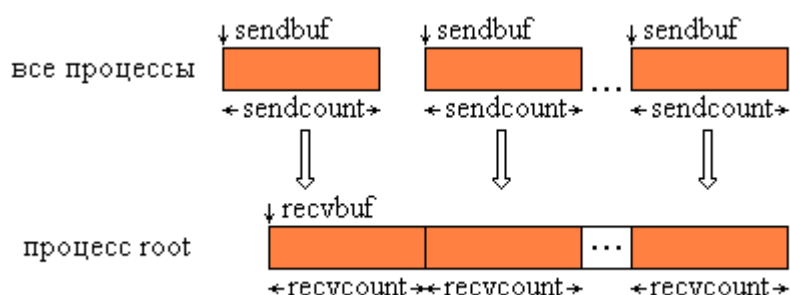 sendbuf sendbuf sendbuf
все процессы
...
sendcount sendcount sendcount
recvbuf
процесс root
...
recvcount recvcount recvcount